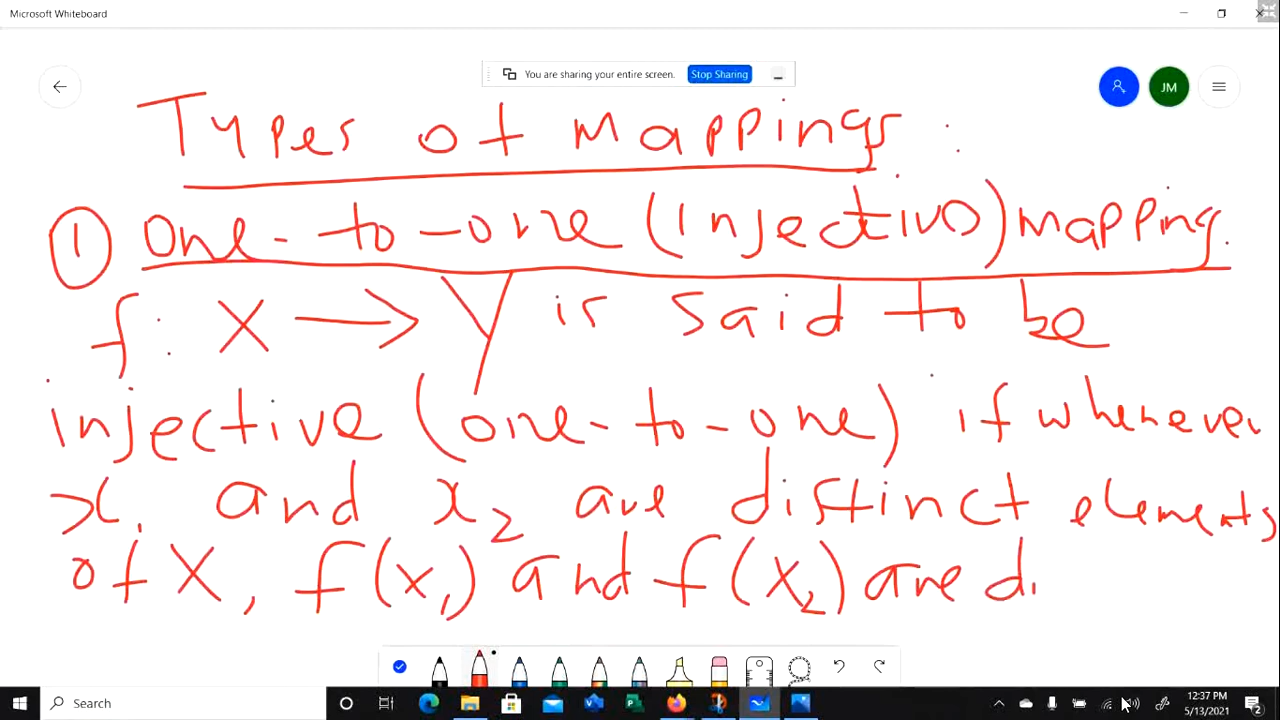 Microsoft Whiteboard
You are sharing your entire screen. Stop Sharing
JM
Types of mappings :
① One-to-one (Injective) mapping.
f: X → Y is said to be
injective (one-to-one) if whenever
x₁ and x₂ are distinct elements
of X, f(x₁) and f(x₂) are di
Search
12:37 PM
5/13/2021
2